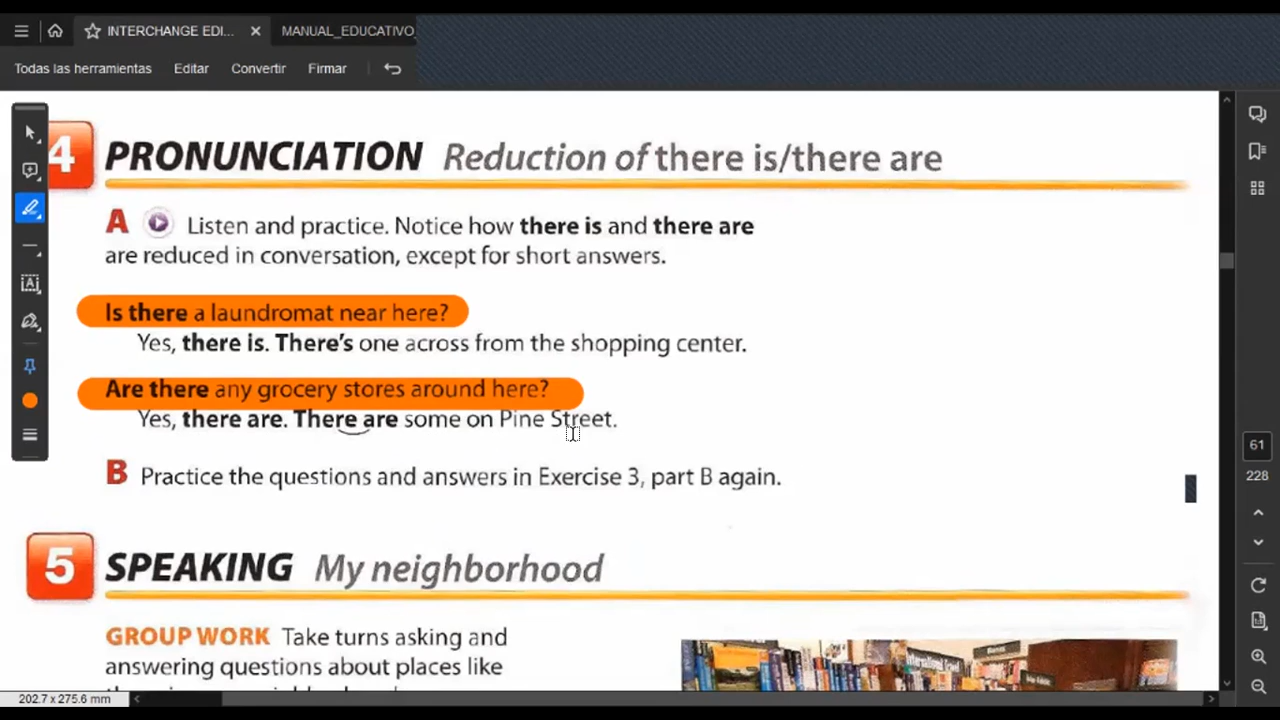 INTERCHANGE EDI...
MANUAL_EDUCATIVO_
Todas las herramientas Editar Convertir Firmar
4 PRONUNCIATION Reduction of there is/there are
A Listen and practice. Notice how there is and there are
are reduced in conversation, except for short answers.
Is there a laundromat near here?
Yes, there is. There's one across from the shopping center.
Are there any grocery stores around here?
Yes, there are. There are some on Pine Street.
B Practice the questions and answers in Exercise 3, part B again.
61
228
5 SPEAKING My neighborhood
GROUP WORK Take turns asking and
answering questions about places like
International Travel
202.7 x 275.6 mm